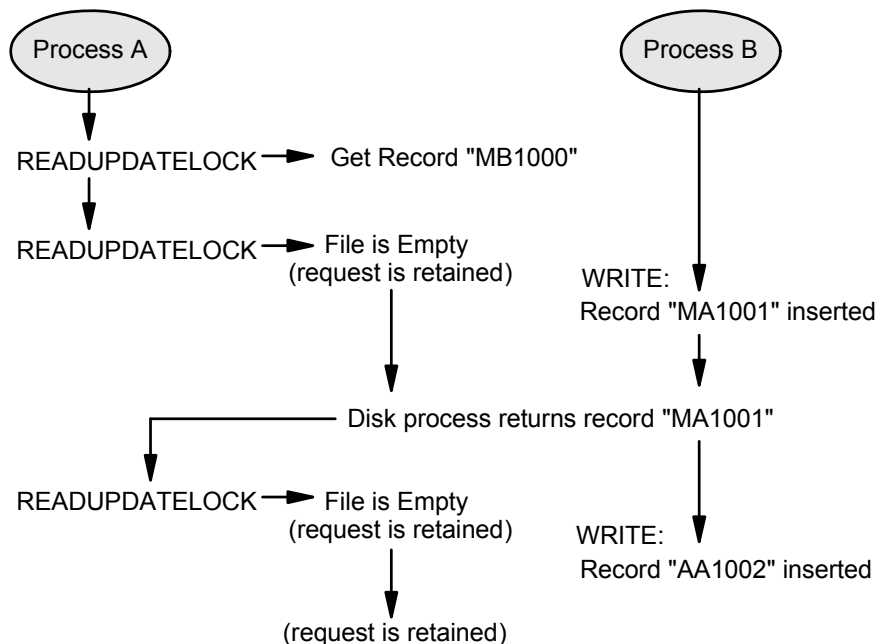 Process A
Process B
READUPDATELOCK
Get Record "MB1000"
READUPDATELOCK
File is Empty
(request is retained)
WRITE:
Record "MA1001" inserted
Disk process returns record "MA1001"
READUPDATELOCK
File is Empty
(request is retained)
WRITE:
Record "AA1002" inserted
(request is retained)